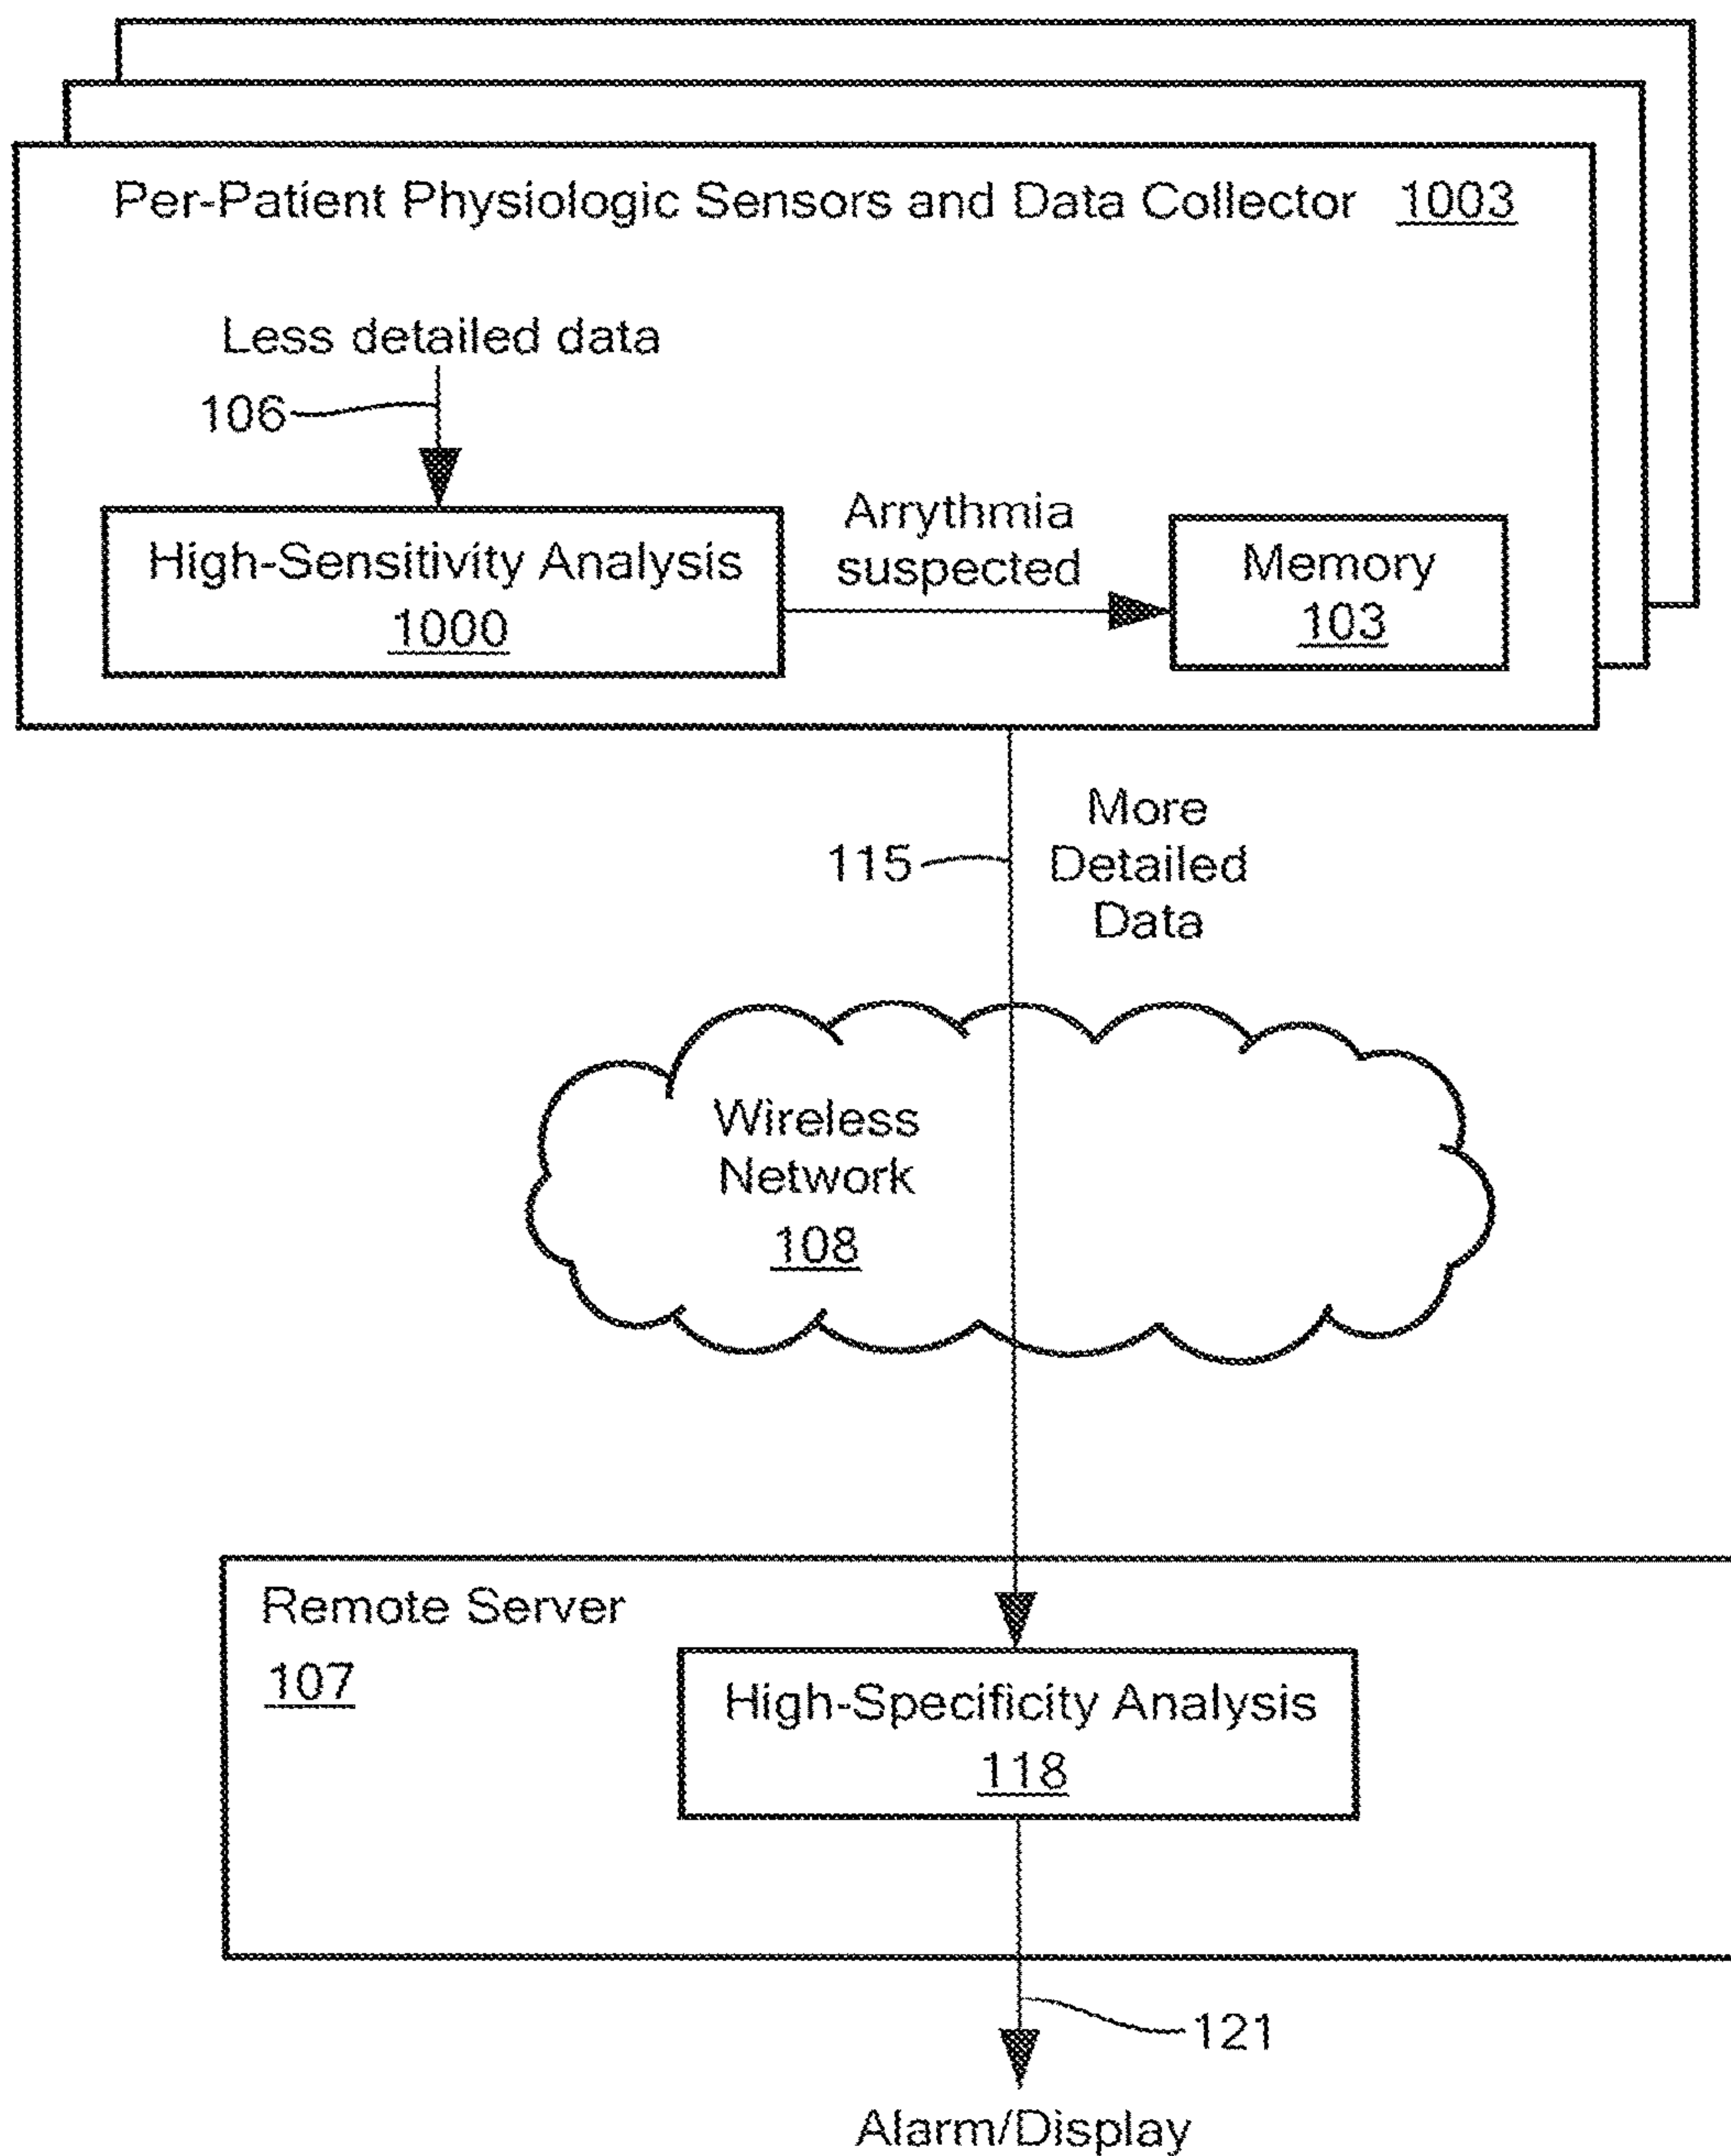 Per-Patient Physiologic Sensors and Data Collector 1003
Less detailed data
106
High-Sensitivity Analysis
1000
Arrythmia
suspected
Memory
103
115
More
Detailed
Data
Wireless
Network
108
Remote Server
107
High-Specificity Analysis
118
121
Alarm/Display